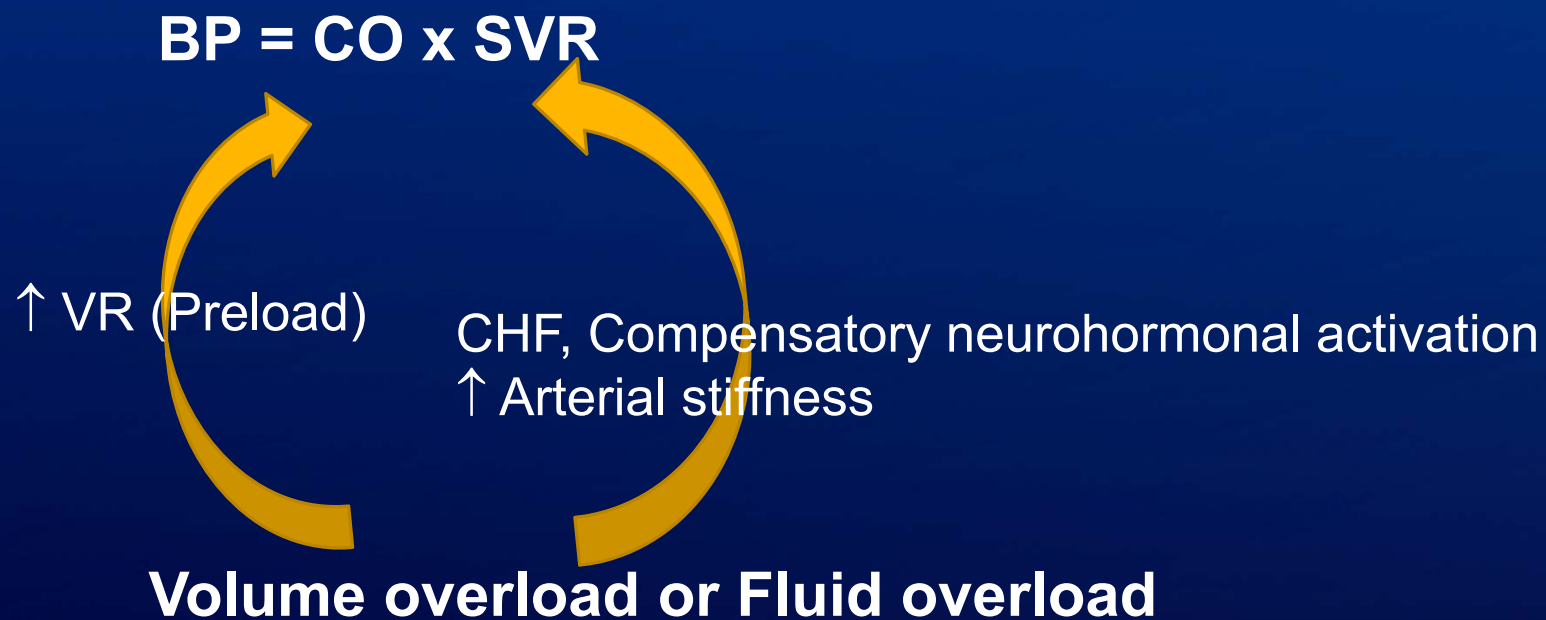 BP = CO x SVR
↑ VR (Preload)
CHF, Compensatory neurohormonal activation
↑ Arterial stiffness
Volume overload or Fluid overload